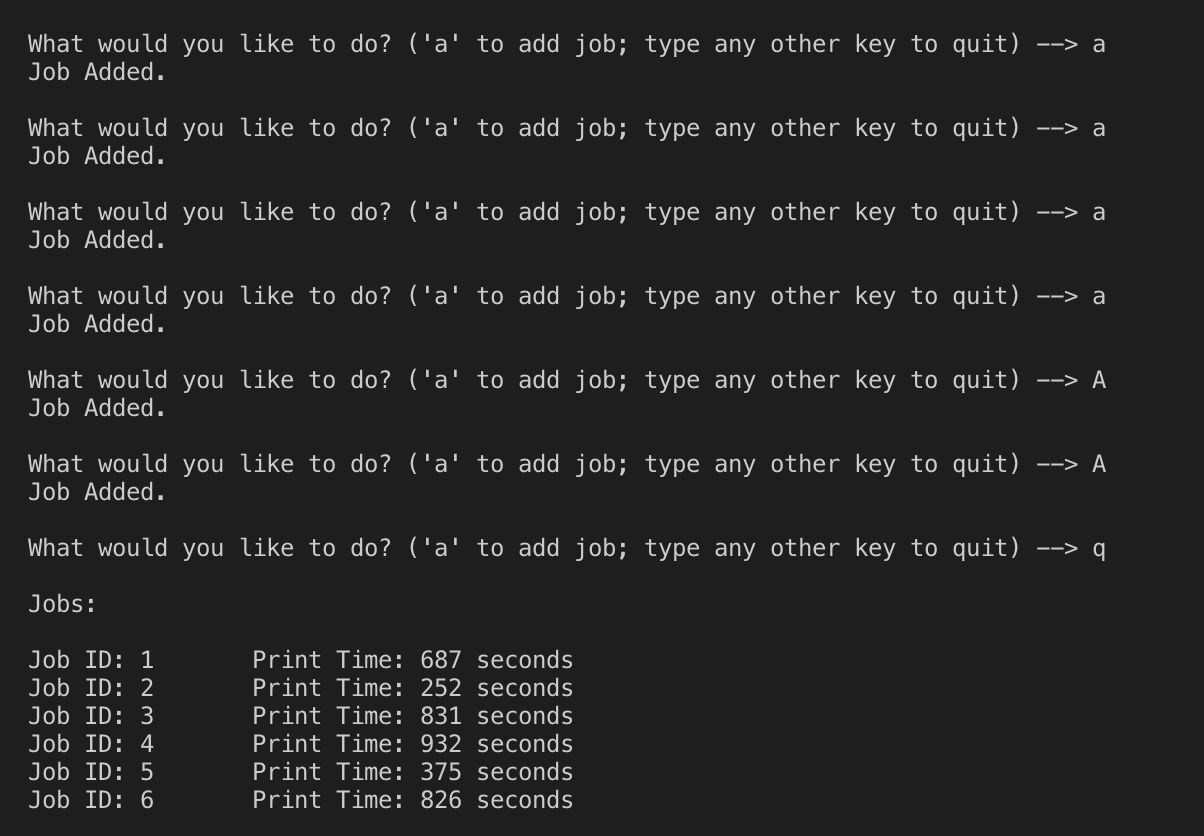 What would you like to do? ('a' to add job; type any other key to quit) --> a
Job Added.
What would you like to do? ('a' to add job; type any other key to quit) --> a
Job Added.
What would you like to do? ('a' to add job; type any other key to quit) --> a
Job Added.
What would you like to do? ('a' to add job; type any other key to quit) --> a
Job Added.
What would you like to do? ('a' to add job; type any other key to quit) --> A
Job Added.
What would you like to do? ('a' to add job; type any other key to quit) --> A
Job Added.
What would you like to do? ('a' to add job; type any other key to quit) --> q
Jobs:
Job ID: 1       Print Time: 687 seconds
Job ID: 2       Print Time: 252 seconds
Job ID: 3       Print Time: 831 seconds
Job ID: 4       Print Time: 932 seconds
Job ID: 5       Print Time: 375 seconds
Job ID: 6       Print Time: 826 seconds